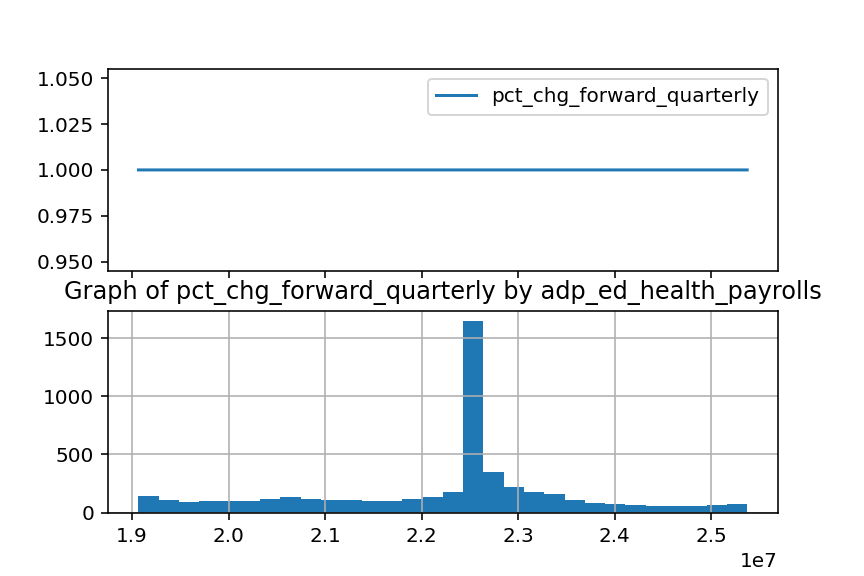 1.050
1.025
1.000
0.975
0.950
pct_chg_forward_quarterly
Graph of pct_chg_forward_quarterly by adp_ed_health_payrolls
1500
1000
500
0
1.9 2.0 2.1 2.2 2.3 2.4 2.5
1e7